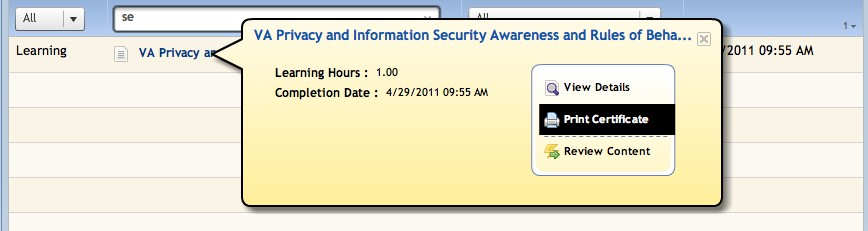 All
se
All
1
Learning
VA Privacy
/2011 09:55 AM
VA Privacy and Information Security Awareness and Rules of Beha...
Learning Hours : 1.00
Completion Date : 4/29/2011 09:55 AM
View Details
Print Certificate
Review Content